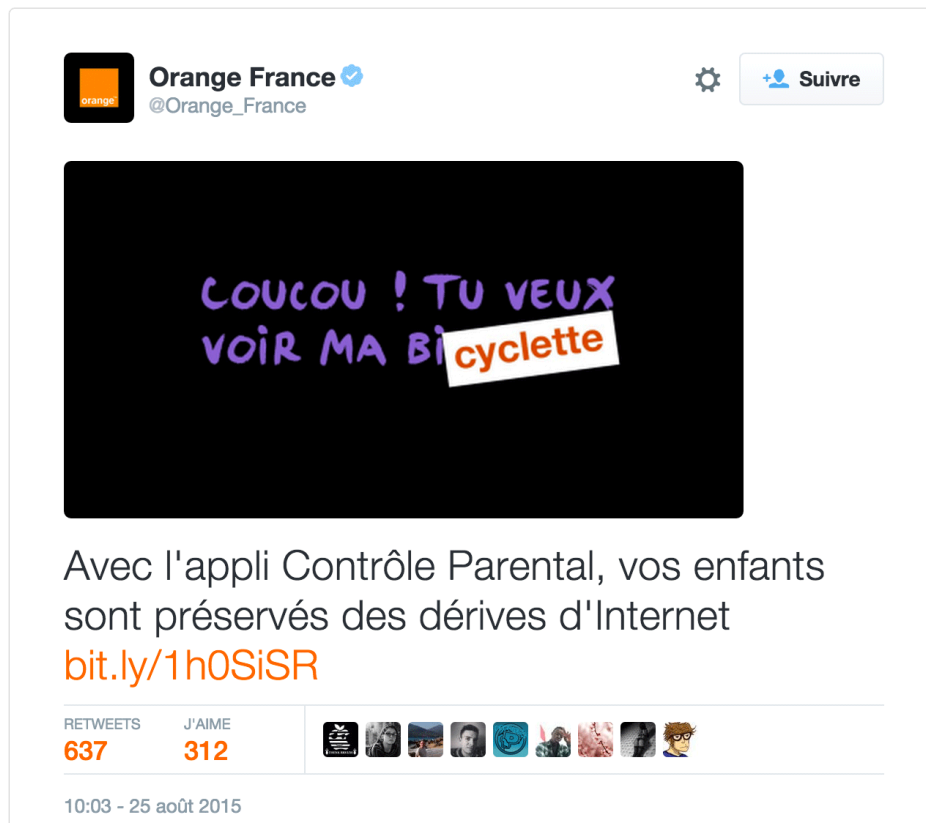 Orange France
@Orange_France
orange™
Suivre
COUCOU ! TU VEUX
VOIR MA BI cyclette
Avec l'appli Contrôle Parental, vos enfants
sont préservés des dérives d'Internet
bit.ly/1h0SiSR
RETWEETS J'AIME
637 312
10:03 - 25 août 2015